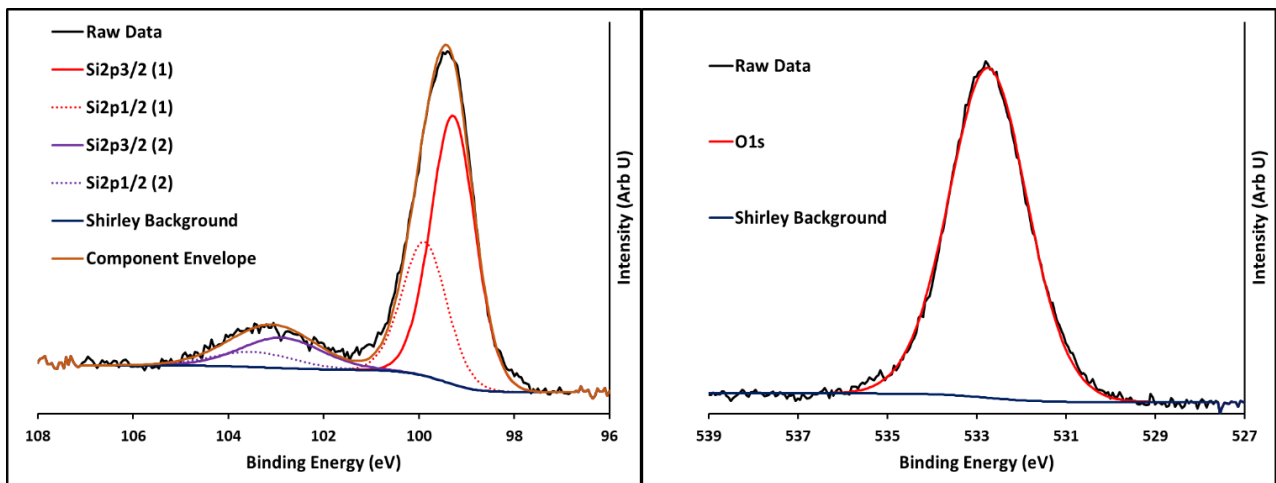 Raw Data
Si2p3/2 (1)
Si2p1/2 (1)
Si2p3/2 (2)
Si2p1/2 (2)
Shirley Background
Component Envelope
Intensity (Arb U)
108 106 104 102 100 98 96
Binding Energy (eV)
Raw Data
O1s
Shirley Background
Intensity (Arb U)
539 537 535 533 531 529 527
Binding Energy (eV)